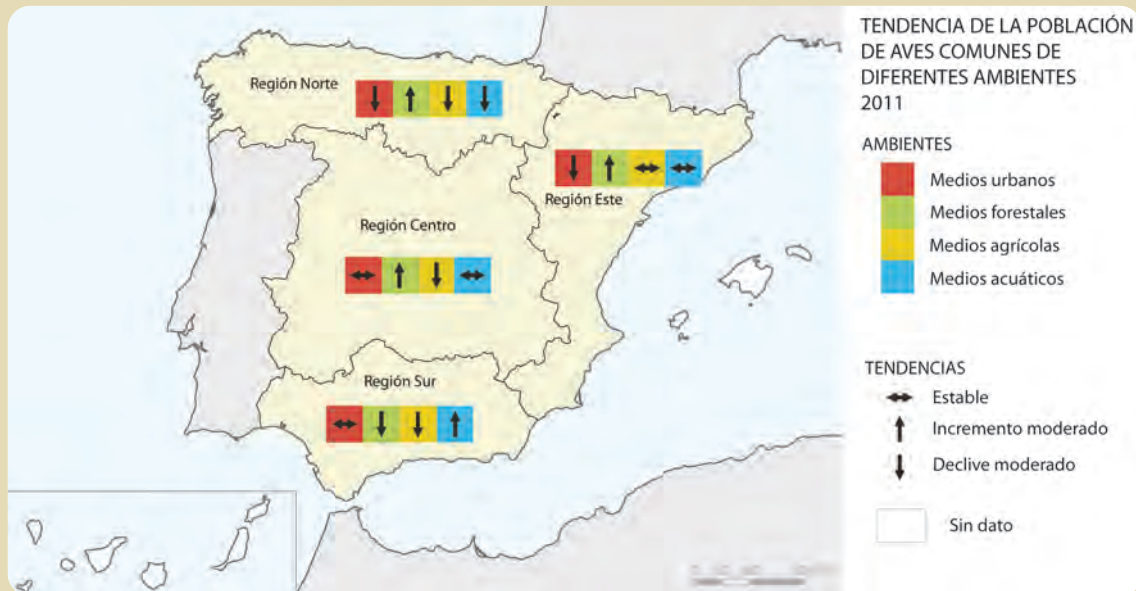 TENDENCIA DE LA POBLACIÓN
DE AVES COMUNES DE
DIFERENTES AMBIENTES
2011
AMBIENTES
Medios urbanos
Medios forestales
Medios agrícolas
Medios acuáticos
TENDENCIAS
Estable
Incremento moderado
Declive moderado
Sin dato
Región Norte
Región Este
Región Centro
Región Sur